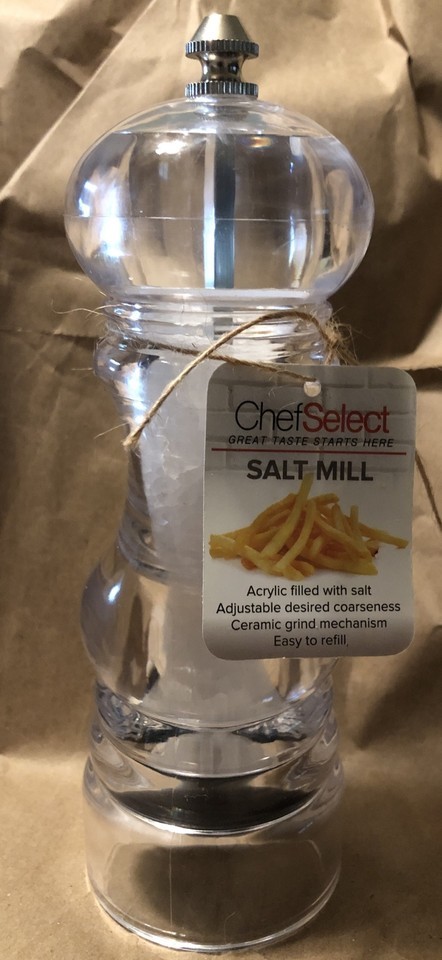 ChefSelect
GREAT TASTE STARTS HERE
SALT MILL
Acrylic filled with salt
Adjustable desired coarseness
Ceramic grind mechanism
Easy to refill